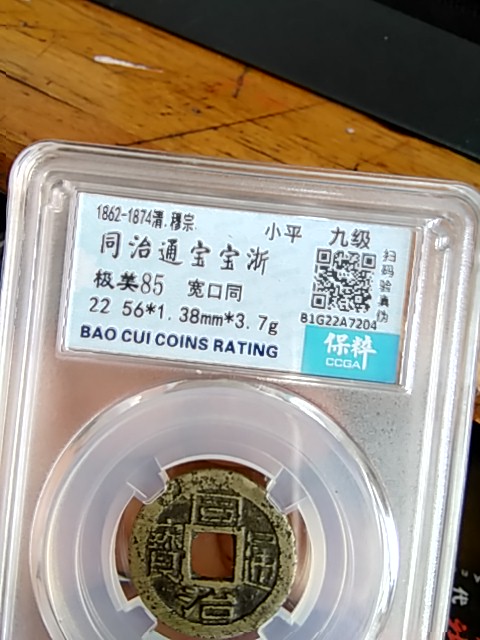 1862-1874清.穆宗.
小平 九级
同治通宝宝浙
极美85 宽口同
22 56*1.38mm*3.7g
BAO CUI COINS RATING
扫码验真伪
81G22A7204
保粹
CCGA
同治通寶